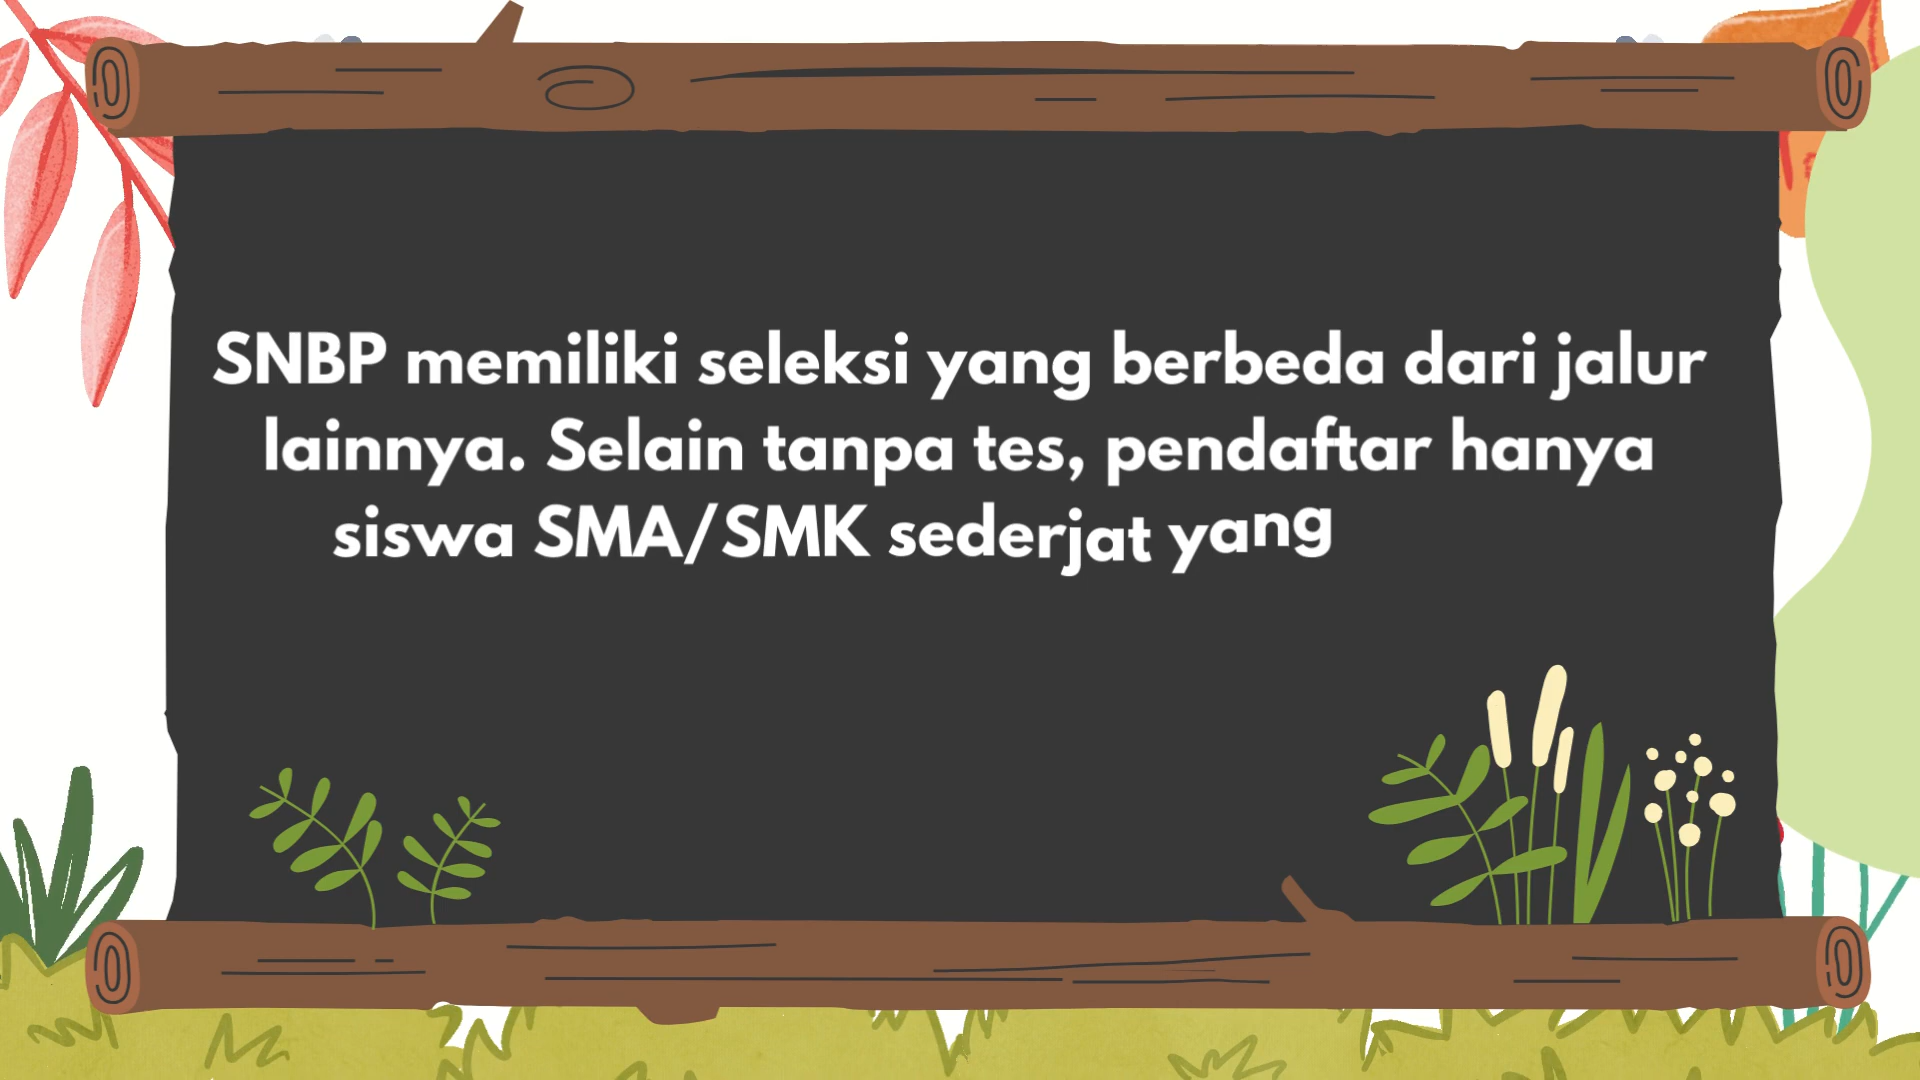 SNBP memiliki seleksi yang berbeda dari jalur
lainnya. Selain tanpa tes, pendaftar hanya
siswa SMA/SMK sederjat yang